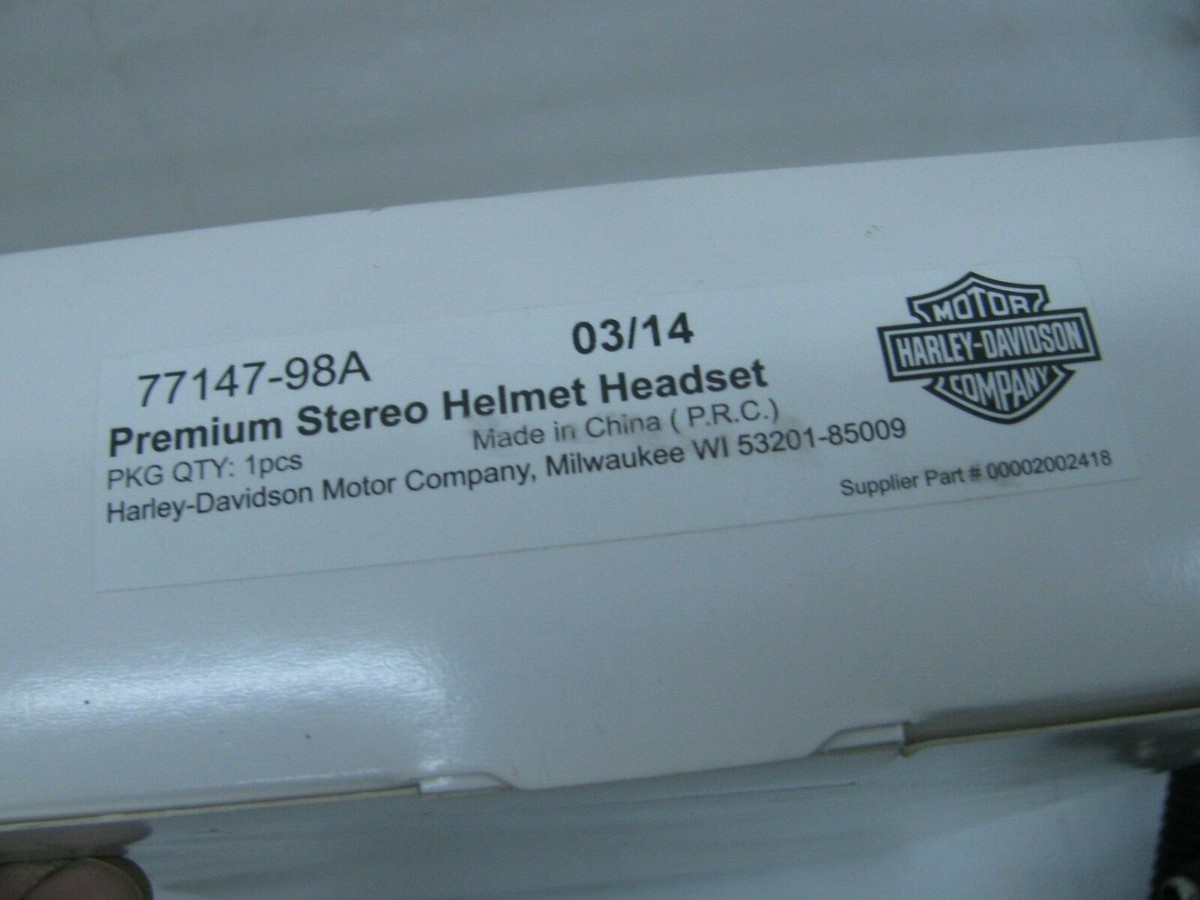 77147-98A
03/14
Premium Stereo Helmet Headset
PKG QTY: 1pcs
Made in China ( P.R.C.)
Harley-Davidson Motor Company, Milwaukee WI 53201-85009
MOTOR
HARLEY-DAVIDSON
COMPANY
Supplier Part # 00002002418